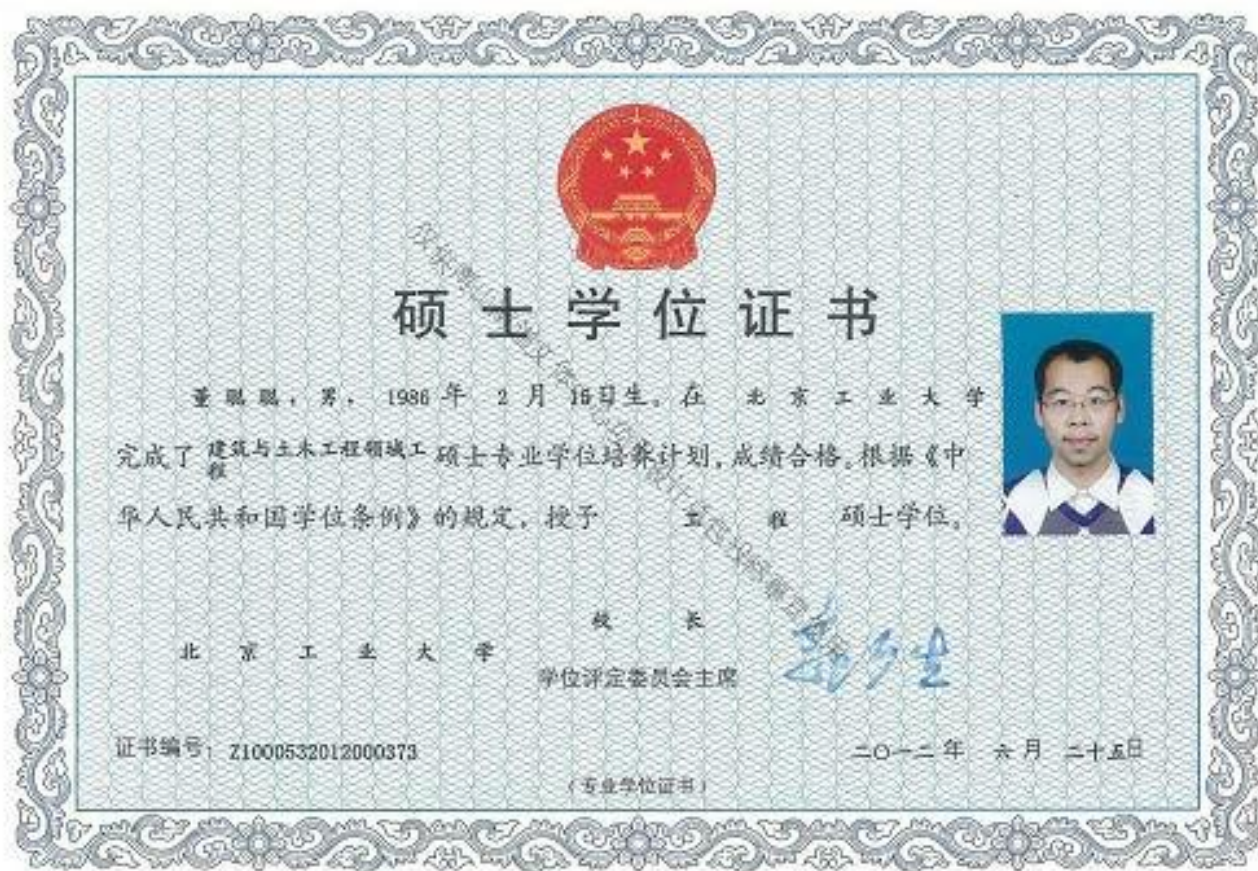 硕士学位证书
董聪聪，男，1986 年 2 月 15日生。在 北京工业大学
完成了 建筑与土木工程领域工程 硕士专业学位培养计划，成绩合格。根据《中
华人民共和国学位条例》的规定，授予 工程 硕士学位。
北京工业大学
校长
学位评定委员会主席
郭广生
证书编号：Z1000532012000373
二〇一二年 六月 二十五日
（专业学位证书）